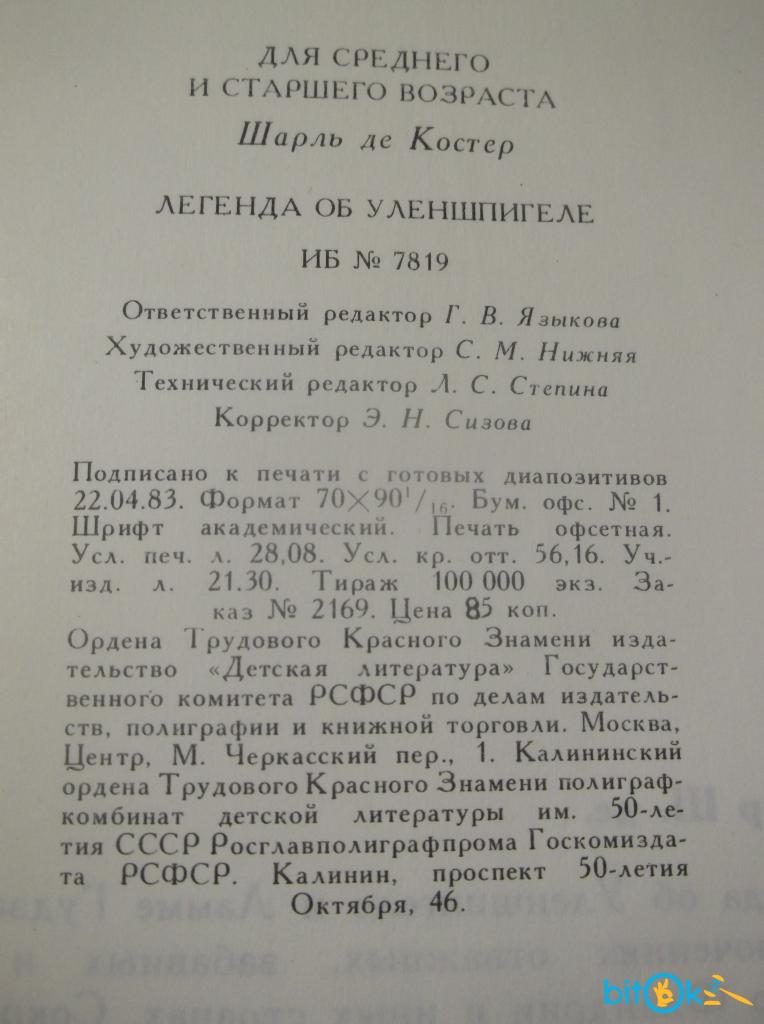 ДЛЯ СРЕДНЕГО
И СТАРШЕГО ВОЗРАСТА
Шарль де Костер
ЛЕГЕНДА ОБ УЛЕНШПИГЕЛЕ
ИБ № 7819
Ответственный редактор Г. В. Языкова
Художественный редактор С. М. Нижняя
Технический редактор Л. С. Степина
Корректор Э. Н. Сизова
Подписано к печати с готовых диапозитивов
22.04.83. Формат 70×90¹/₁₆. Бум. офс. № 1.
Шрифт академический. Печать офсетная.
Усл. печ. л. 28,08. Усл. кр. отт. 56,16. Уч.-
изд. л. 21.30. Тираж 100 000 экз. За-
каз № 2169. Цена 85 коп.
Ордена Трудового Красного Знамени изда-
тельство «Детская литература» Государст-
венного комитета РСФСР по делам издатель-
ств, полиграфии и книжной торговли. Москва,
Центр, М. Черкасский пер., 1. Калининский
ордена Трудового Красного Знамени полиграф-
комбинат детской литературы им. 50-ле-
тия СССР Росглавполиграфпрома Госкомизда-
та РСФСР. Калинин, проспект 50-летия
Октября, 46.